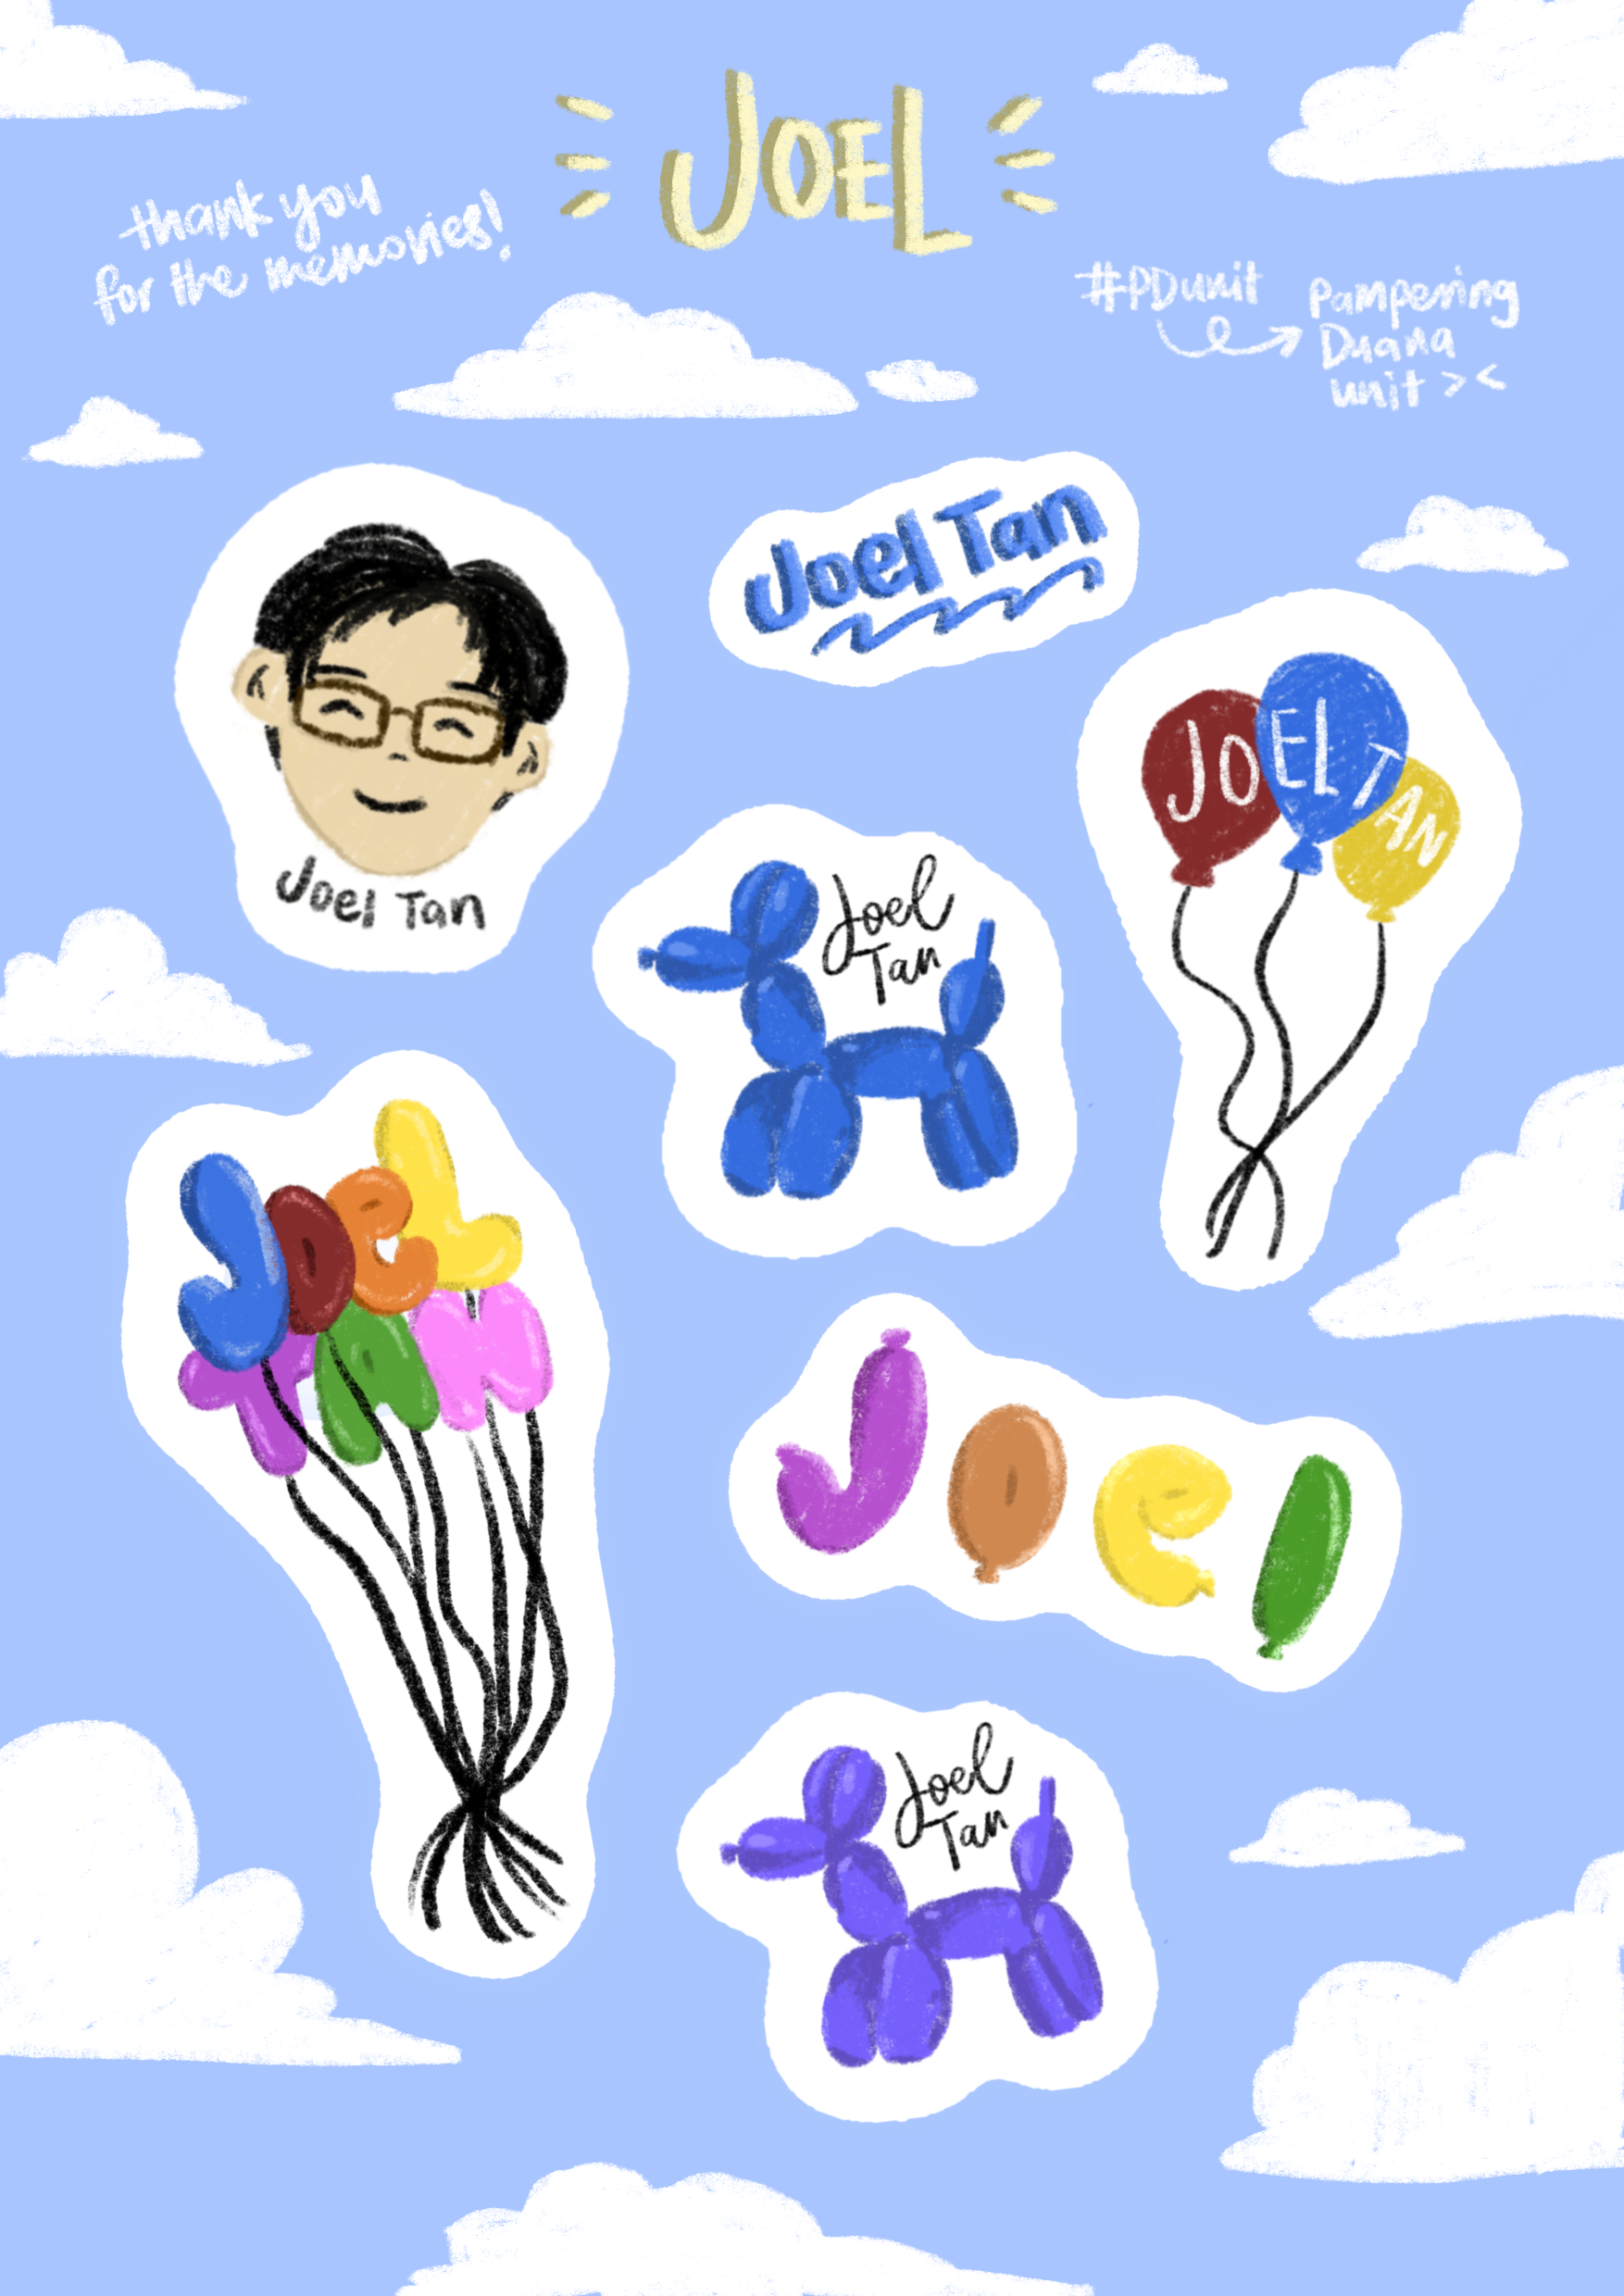 JOEL
thank you
for the memories!
#PDunit
Pampering
Duana
unit ><
Joel Tan
Joel Tan
JOEL TAN
Joel
Tan
JoeL
TAN
Joel
Joel
Tan